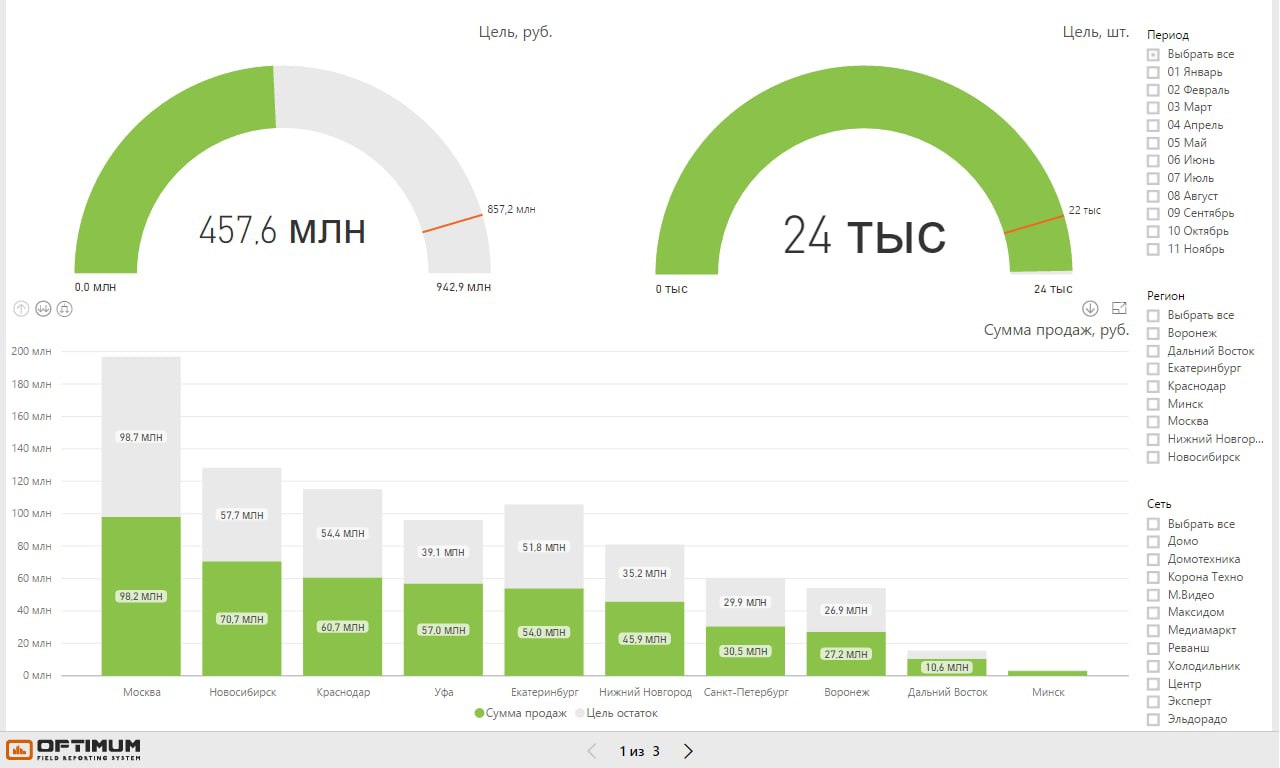 Цель, руб.
457,6 млн
857,2 млн
0,0 млн
942,9 млн
Цель, шт.
24 тыс
22 тыс
0 тыс
24 тыс
Сумма продаж, руб.
200 млн
180 млн
160 млн
140 млн
120 млн
100 млн
80 млн
60 млн
40 млн
20 млн
0 млн
98,7 млн
98,2 млн
57,7 млн
70,7 млн
54,4 млн
60,7 млн
39,1 млн
57,0 млн
51,8 млн
54,0 млн
35,2 млн
45,9 млн
29,9 млн
30,5 млн
26,9 млн
27,2 млн
10,6 млн
Москва
Новосибирск
Краснодар
Уфа
Екатеринбург
Нижний Новгород
Санкт-Петербург
Воронеж
Дальний Восток
Минск
Сумма продаж
Цель остаток
Период
Выбрать все
01 Январь
02 Февраль
03 Март
04 Апрель
05 Май
06 Июнь
07 Июль
08 Август
09 Сентябрь
10 Октябрь
11 Ноябрь
Регион
Выбрать все
Воронеж
Дальний Восток
Екатеринбург
Краснодар
Минск
Москва
Нижний Новгор...
Новосибирск
Сеть
Выбрать все
Домо
Домотехника
Корона Техно
М.Видео
Максидом
Медиамаркт
Реванш
Холодильник
Центр
Эксперт
Эльдорадо
OPTIMUM
FIELD REPORTING SYSTEM
1 из 3